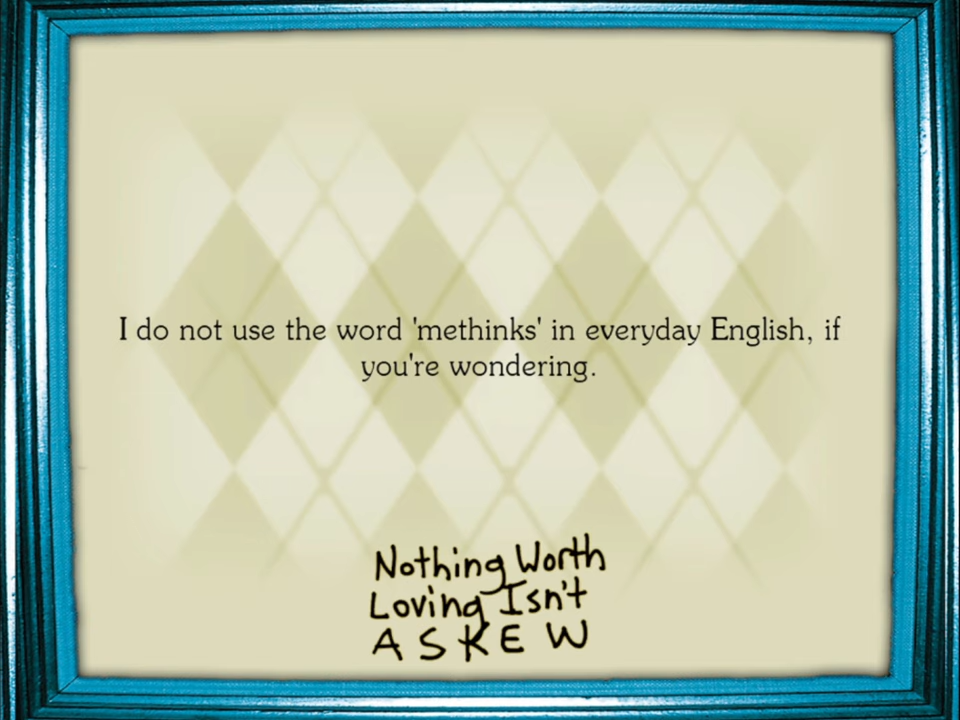 I do not use the word 'methinks' in everyday English, if
you're wondering.
Nothing Worth
Loving Isn't
ASKEW